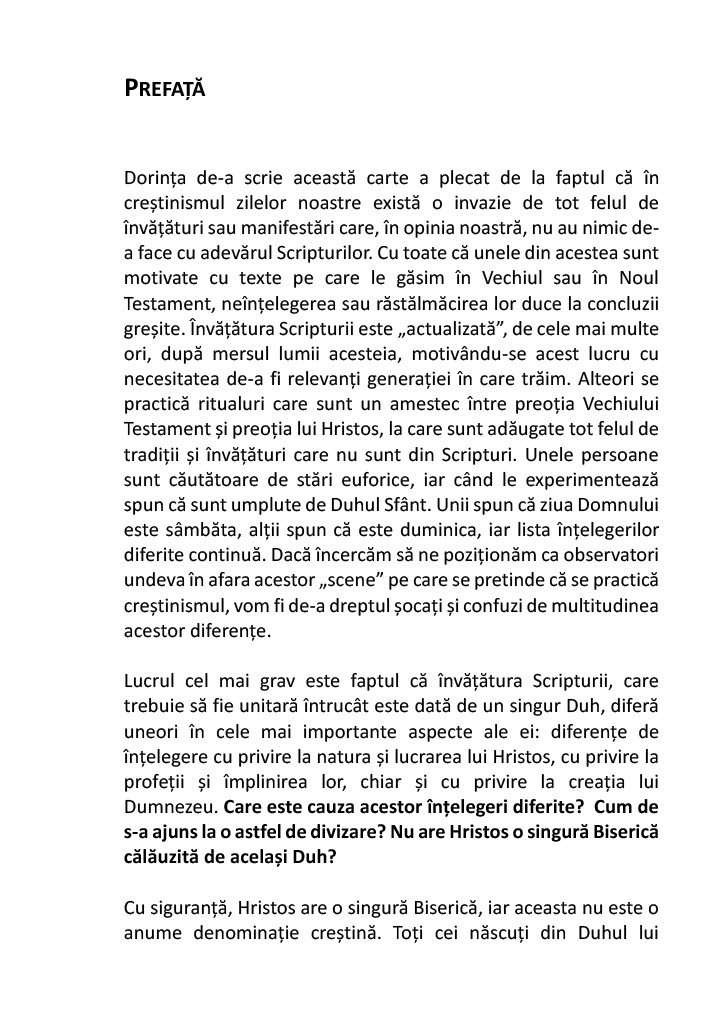 PREFAȚĂ
Dorința de-a scrie această carte a plecat de la faptul că în
creștinismul zilelor noastre există o invazie de tot felul de
învățături sau manifestări care, în opinia noastră, nu au nimic de-
a face cu adevărul Scripturilor. Cu toate că unele din acestea sunt
motivate cu texte pe care le găsim în Vechiul sau în Noul
Testament, neînțelegerea sau răstălmăcirea lor duce la concluzii
greșite. Învățătura Scripturii este „actualizată”, de cele mai multe
ori, după mersul lumii acesteia, motivându-se acest lucru cu
necesitatea de-a fi relevanți generației în care trăim. Alteori se
practică ritualuri care sunt un amestec între preoția Vechiului
Testament și preoția lui Hristos, la care sunt adăugate tot felul de
tradiții și învățături care nu sunt din Scripturi. Unele persoane
sunt căutătoare de stări euforice, iar când le experimentează
spun că sunt umplute de Duhul Sfânt. Unii spun că ziua Domnului
este sâmbăta, alții spun că este duminica, iar lista înțelegerilor
diferite continuă. Dacă încercăm să ne poziționăm ca observatori
undeva în afara acestor „scene” pe care se pretinde că se practică
creștinismul, vom fi de-a dreptul șocați și confuzi de multitudinea
acestor diferențe.
Lucrul cel mai grav este faptul că învățătura Scripturii, care
trebuie să fie unitară întrucât este dată de un singur Duh, diferă
uneori în cele mai importante aspecte ale ei: diferențe de
înțelegere cu privire la natura și lucrarea lui Hristos, cu privire la
profeții și împlinirea lor, chiar și cu privire la creația lui
Dumnezeu. Care este cauza acestor înțelegeri diferite?  Cum de
s-a ajuns la o astfel de divizare? Nu are Hristos o singură Biserică
călăuzită de același Duh?
Cu siguranță, Hristos are o singură Biserică, iar aceasta nu este o
anume denominație creștină. Toți cei născuți din Duhul lui